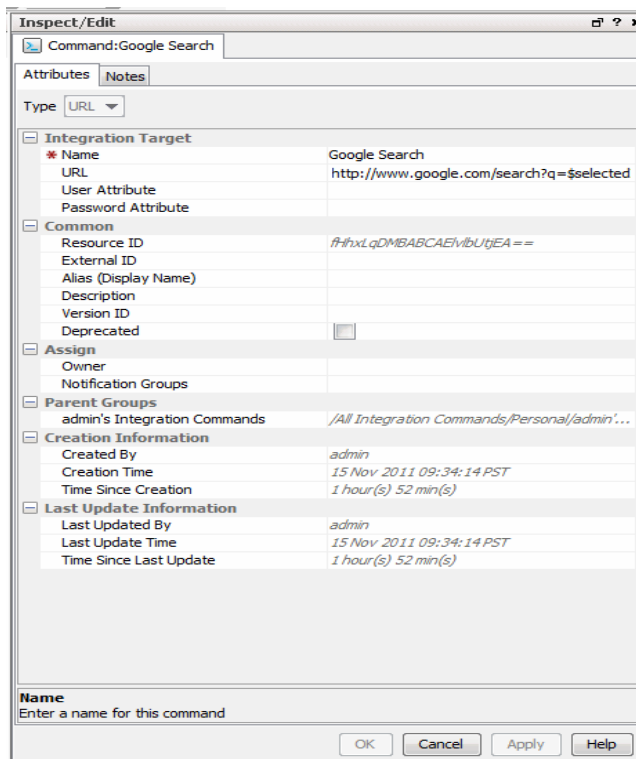 Inspect/Edit
Command:Google Search
Attributes Notes
Type URL
Integration Target
* Name Google Search
URL http://www.google.com/search?q=$selected
User Attribute
Password Attribute
Common
Resource ID fHhxLqDMBABCAElvlbUtjEA==
External ID
Alias (Display Name)
Description
Version ID
Deprecated
Assign
Owner
Notification Groups
Parent Groups
admin's Integration Commands /All Integration Commands/Personal/admin'...
Creation Information
Created By admin
Creation Time 15 Nov 2011 09:34:14 PST
Time Since Creation 1 hour(s) 52 min(s)
Last Update Information
Last Updated By admin
Last Update Time 15 Nov 2011 09:34:14 PST
Time Since Last Update 1 hour(s) 52 min(s)
Name
Enter a name for this command
OK Cancel Apply Help